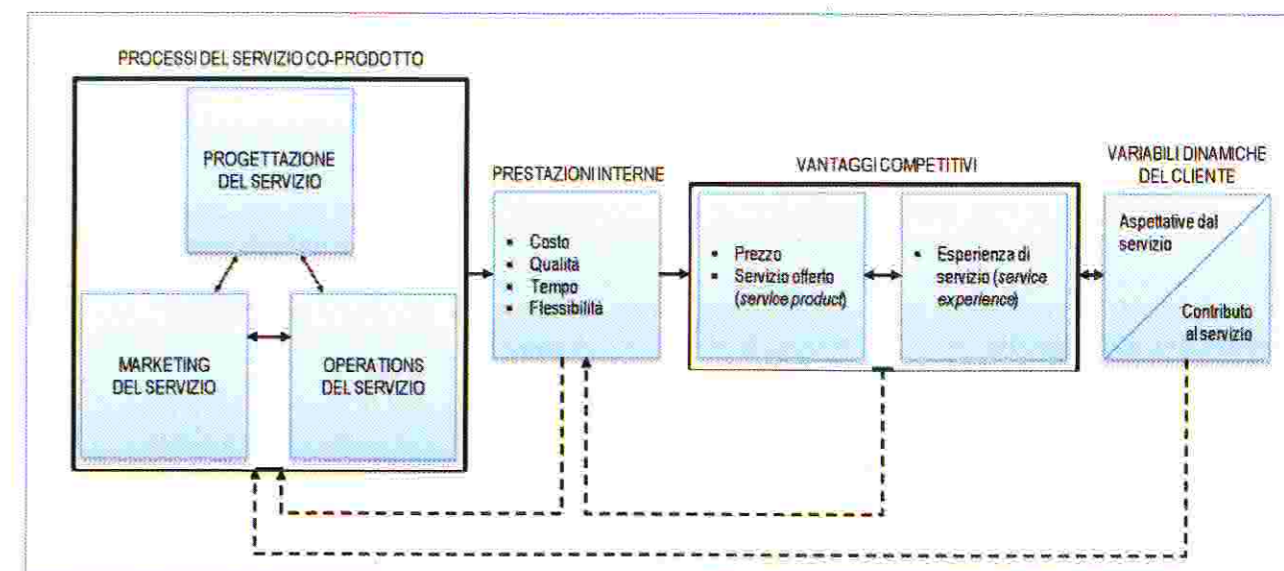 PROCESSI DEL SERVIZIO CO-PRODOTTO
PROGETTAZIONE
DEL SERVIZIO
MARKETING
DEL SERVIZIO
OPERATIONS
DEL SERVIZIO
PRESTAZIONI INTERNE
▪ Costo
▪ Qualità
▪ Tempo
▪ Flessibilità
VANTAGGI COMPETITIVI
▪ Prezzo
▪ Servizio offerto
(service product)
▪ Esperienza di
servizio (service
experience)
VARIABILI DINAMICHE
DEL CLIENTE
Aspettative dal
servizio
Contributo
al servizio